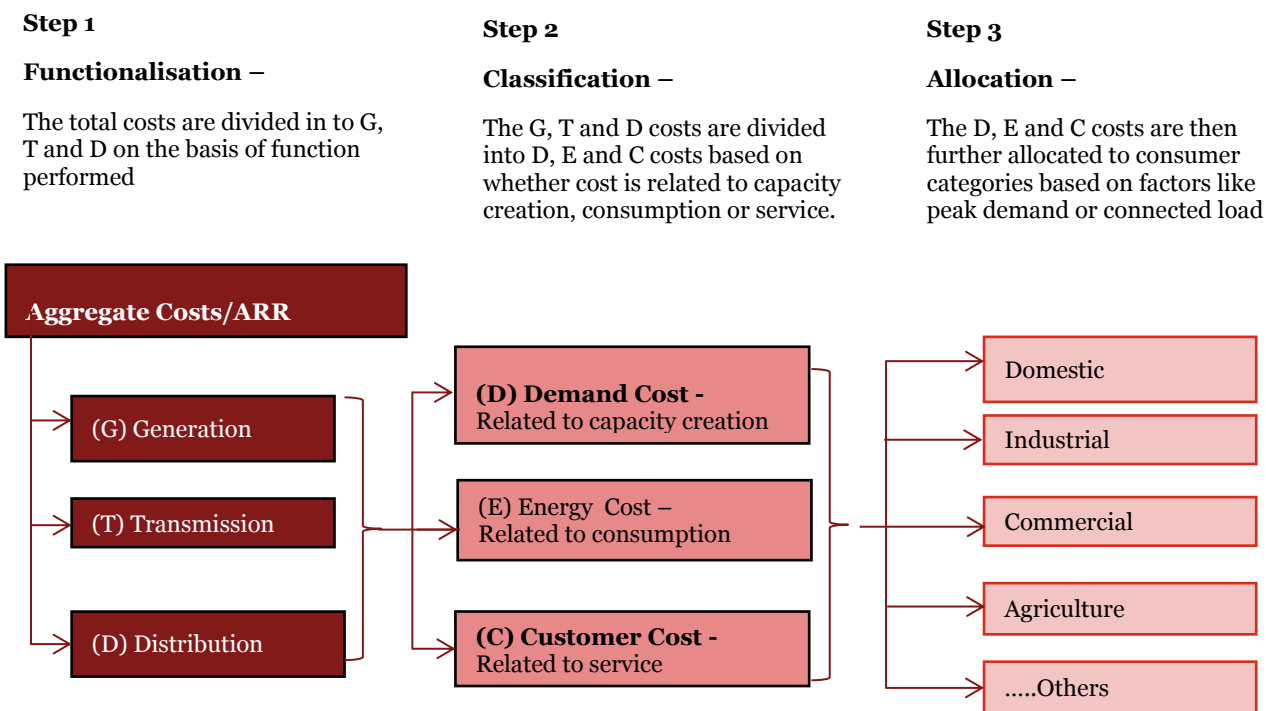 Step 1
Functionalisation –
The total costs are divided in to G,
T and D on the basis of function
performed
Step 2
Classification –
The G, T and D costs are divided
into D, E and C costs based on
whether cost is related to capacity
creation, consumption or service.
Step 3
Allocation –
The D, E and C costs are then
further allocated to consumer
categories based on factors like
peak demand or connected load
Aggregate Costs/ARR
(G) Generation
(T) Transmission
(D) Distribution
(D) Demand Cost -
Related to capacity creation
(E) Energy Cost –
Related to consumption
(C) Customer Cost -
Related to service
Domestic
Industrial
Commercial
Agriculture
…..Others